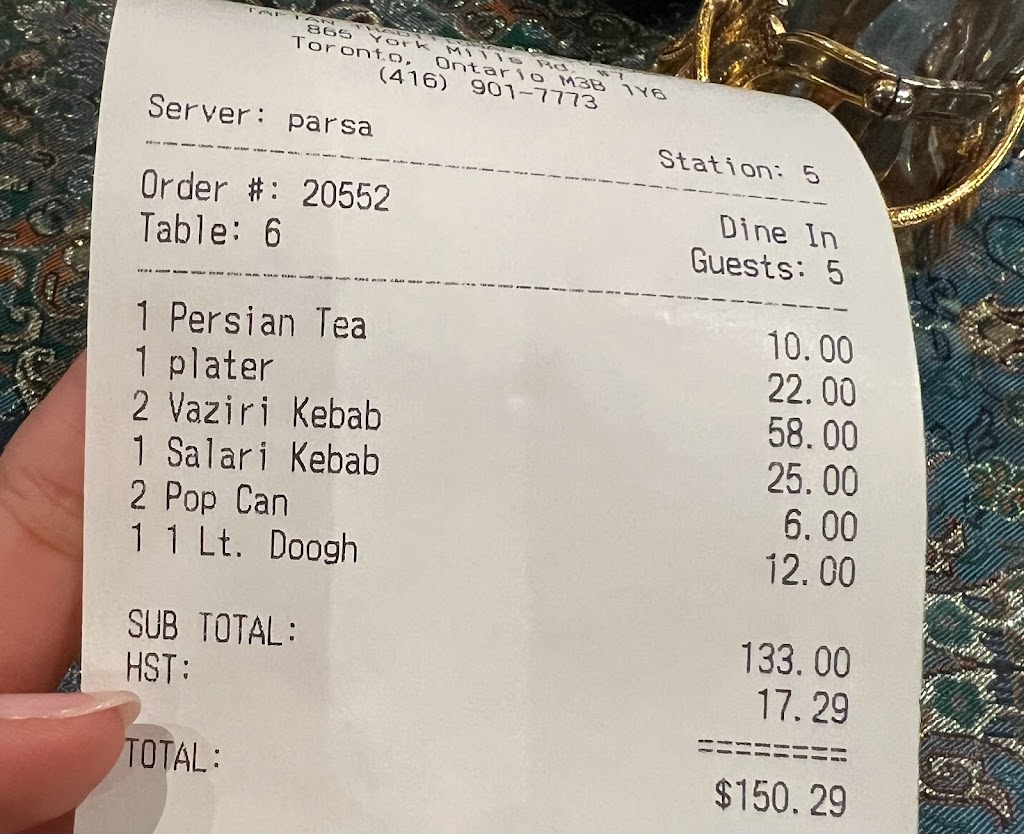 865 York Mills Rd. #7
Toronto, Ontario M3B 1Y6
(416) 901-7773
Server: parsa
Station: 5
Order #: 20552
Dine In
Table: 6
Guests: 5
1 Persian Tea 10.00
1 plater 22.00
2 Vaziri Kebab 58.00
1 Salari Kebab 25.00
2 Pop Can 6.00
1 1 Lt. Doogh 12.00
SUB TOTAL: 133.00
HST: 17.29
========
TOTAL: $150.29